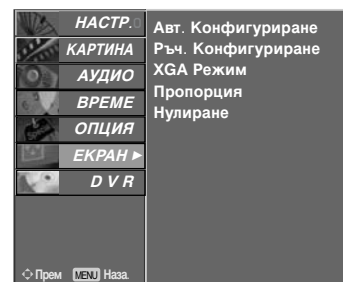 НАСТР.
КАРТИНА
АУДИО
ВРЕМЕ
ОПЦИЯ
ЕКРАН ►
D V R
Прем MENU Наза.
Авт. Конфигуриране
Ръч. Конфигуриране
XGA Режим
Пропорция
Нулиране